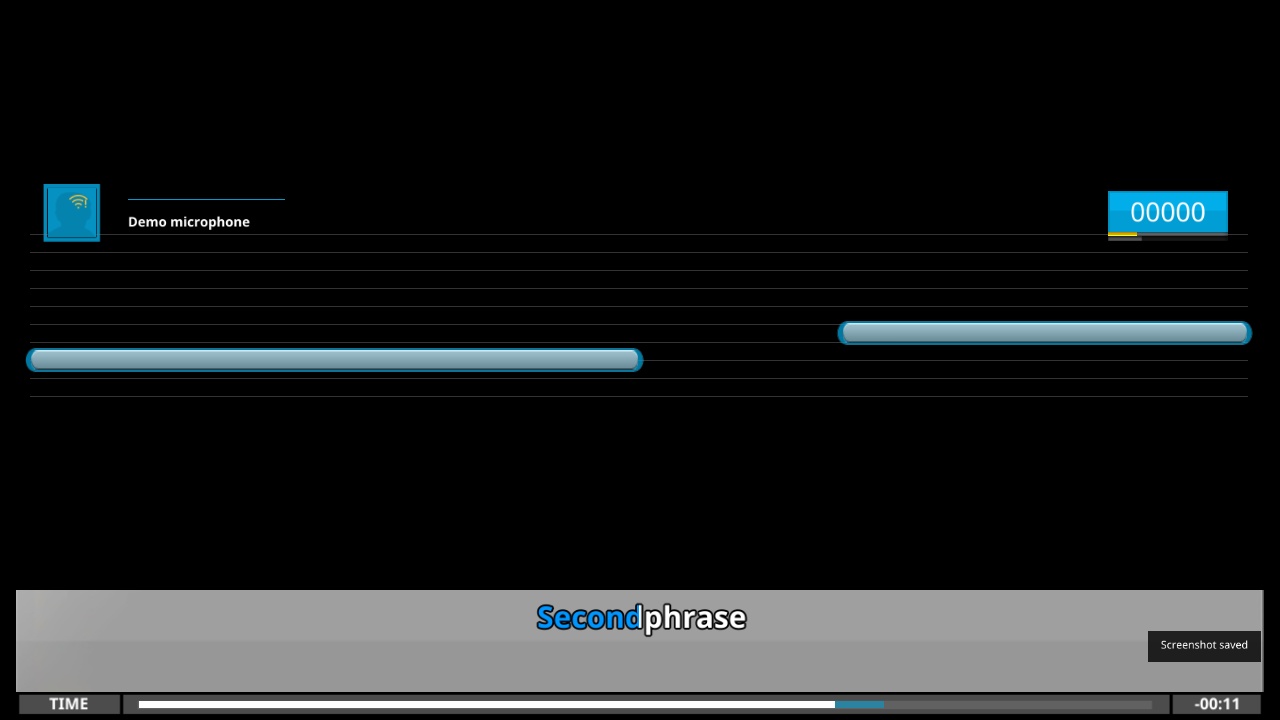 Demo microphone
00000
Secondphrase
Screenshot saved
TIME
-00:11